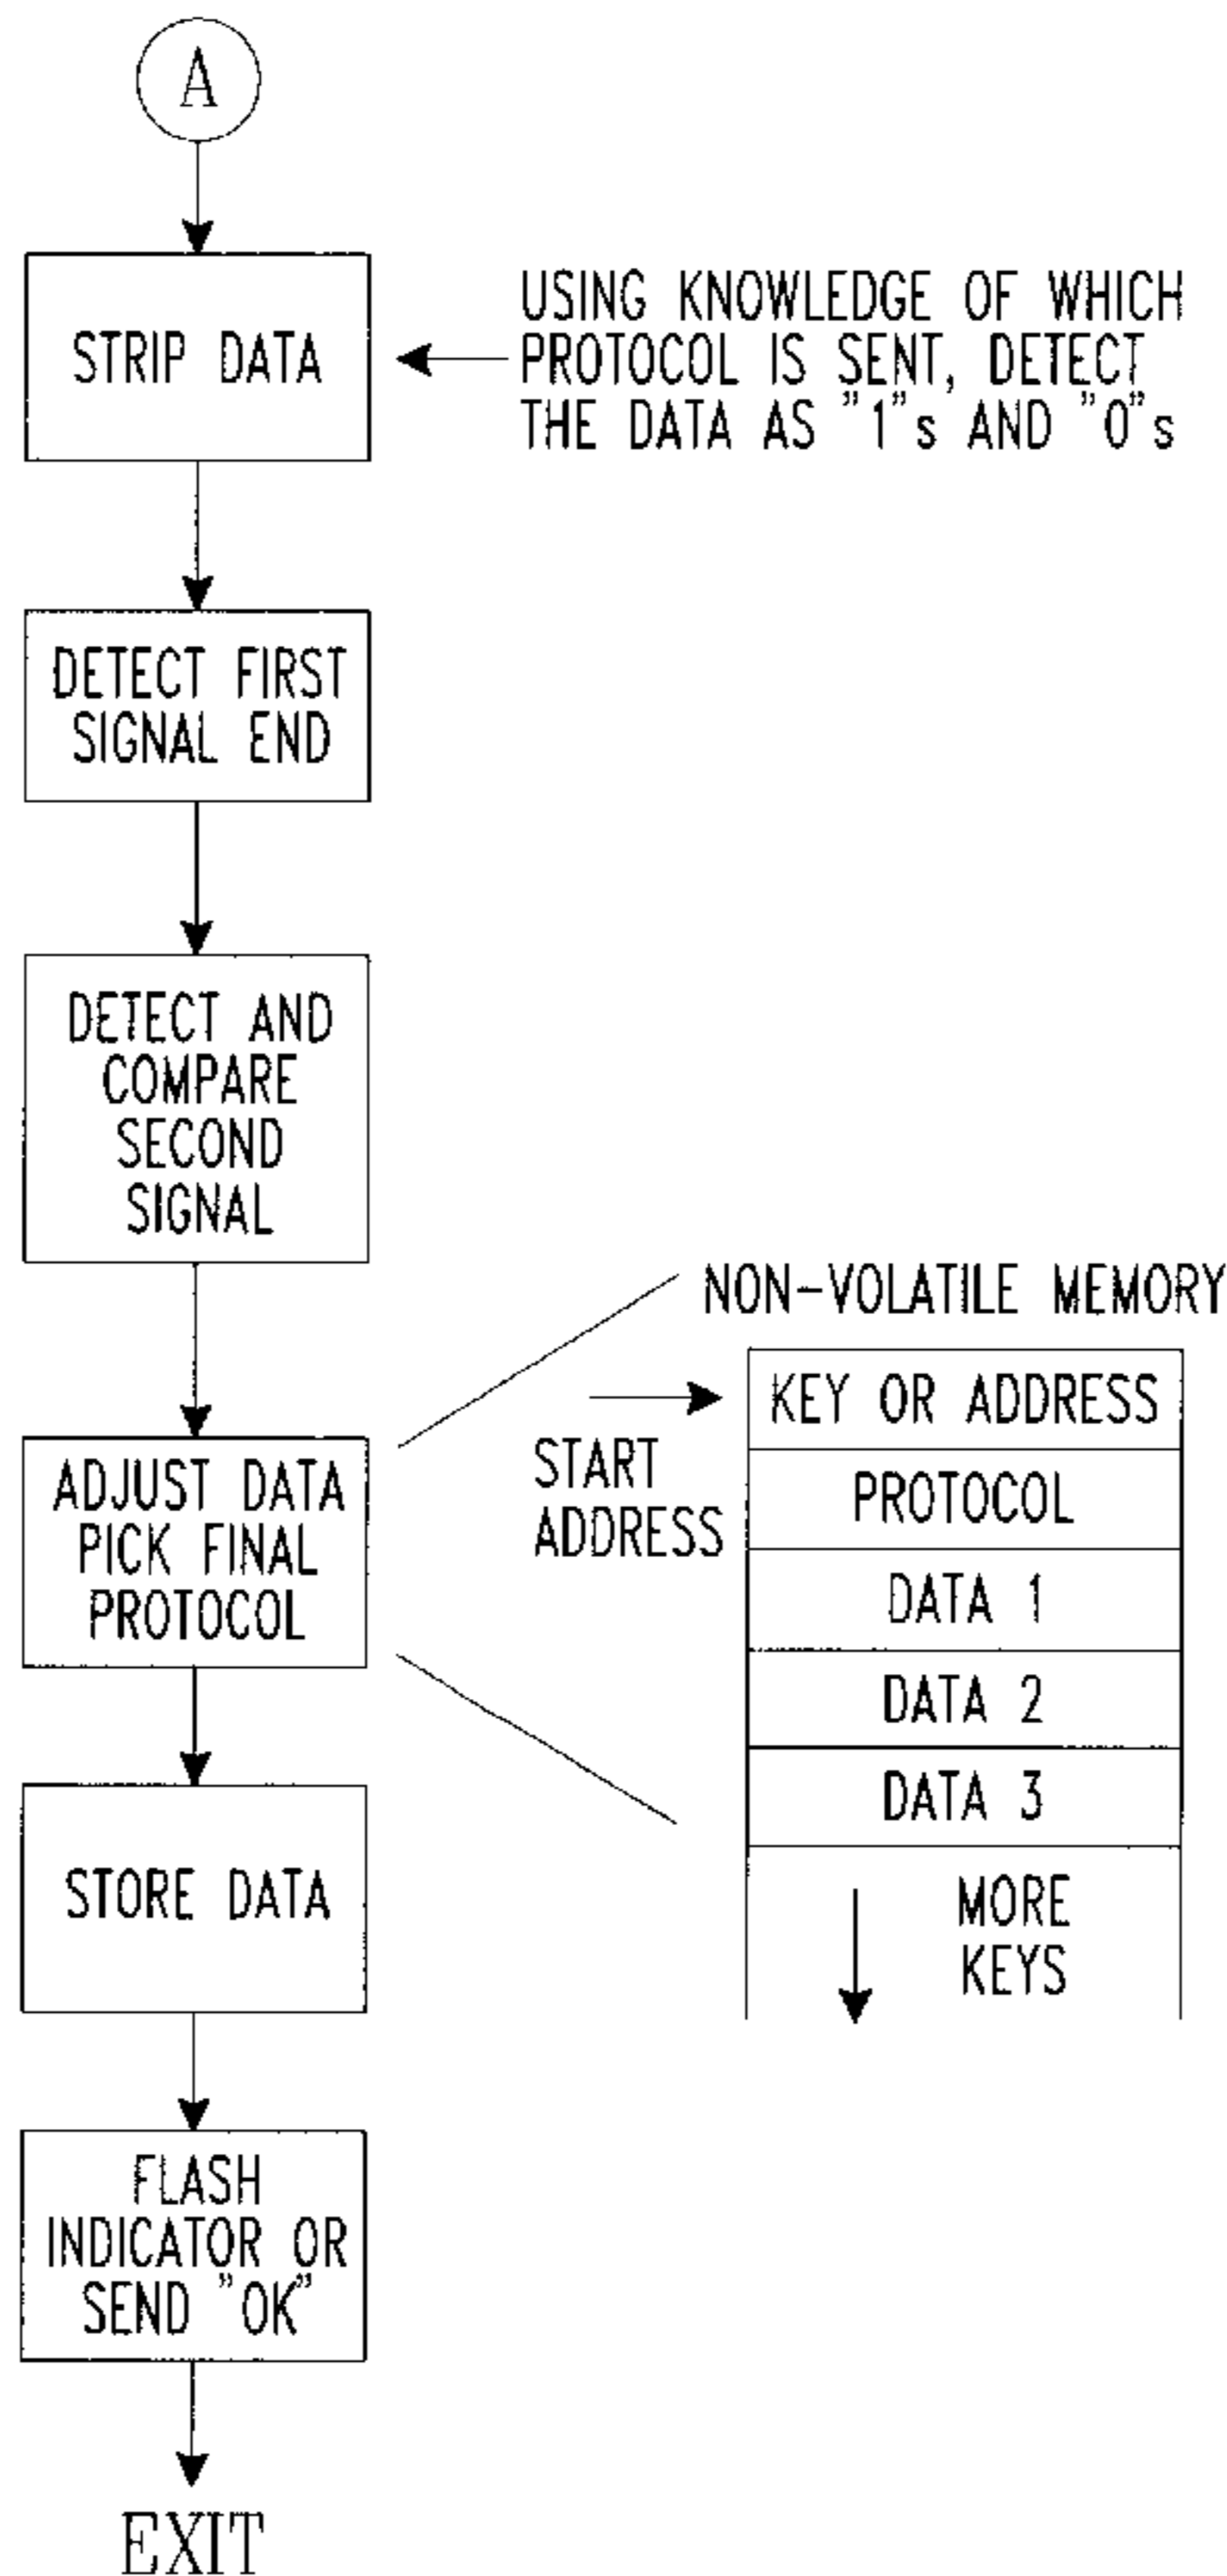 A
STRIP DATA
USING KNOWLEDGE OF WHICH
PROTOCOL IS SENT, DETECT
THE DATA AS "1"s AND "0"s
DETECT FIRST
SIGNAL END
DETECT AND
COMPARE
SECOND
SIGNAL
ADJUST DATA
PICK FINAL
PROTOCOL
NON-VOLATILE MEMORY
START
ADDRESS
KEY OR ADDRESS
PROTOCOL
DATA 1
DATA 2
DATA 3
MORE
KEYS
STORE DATA
FLASH
INDICATOR OR
SEND "OK"
EXIT